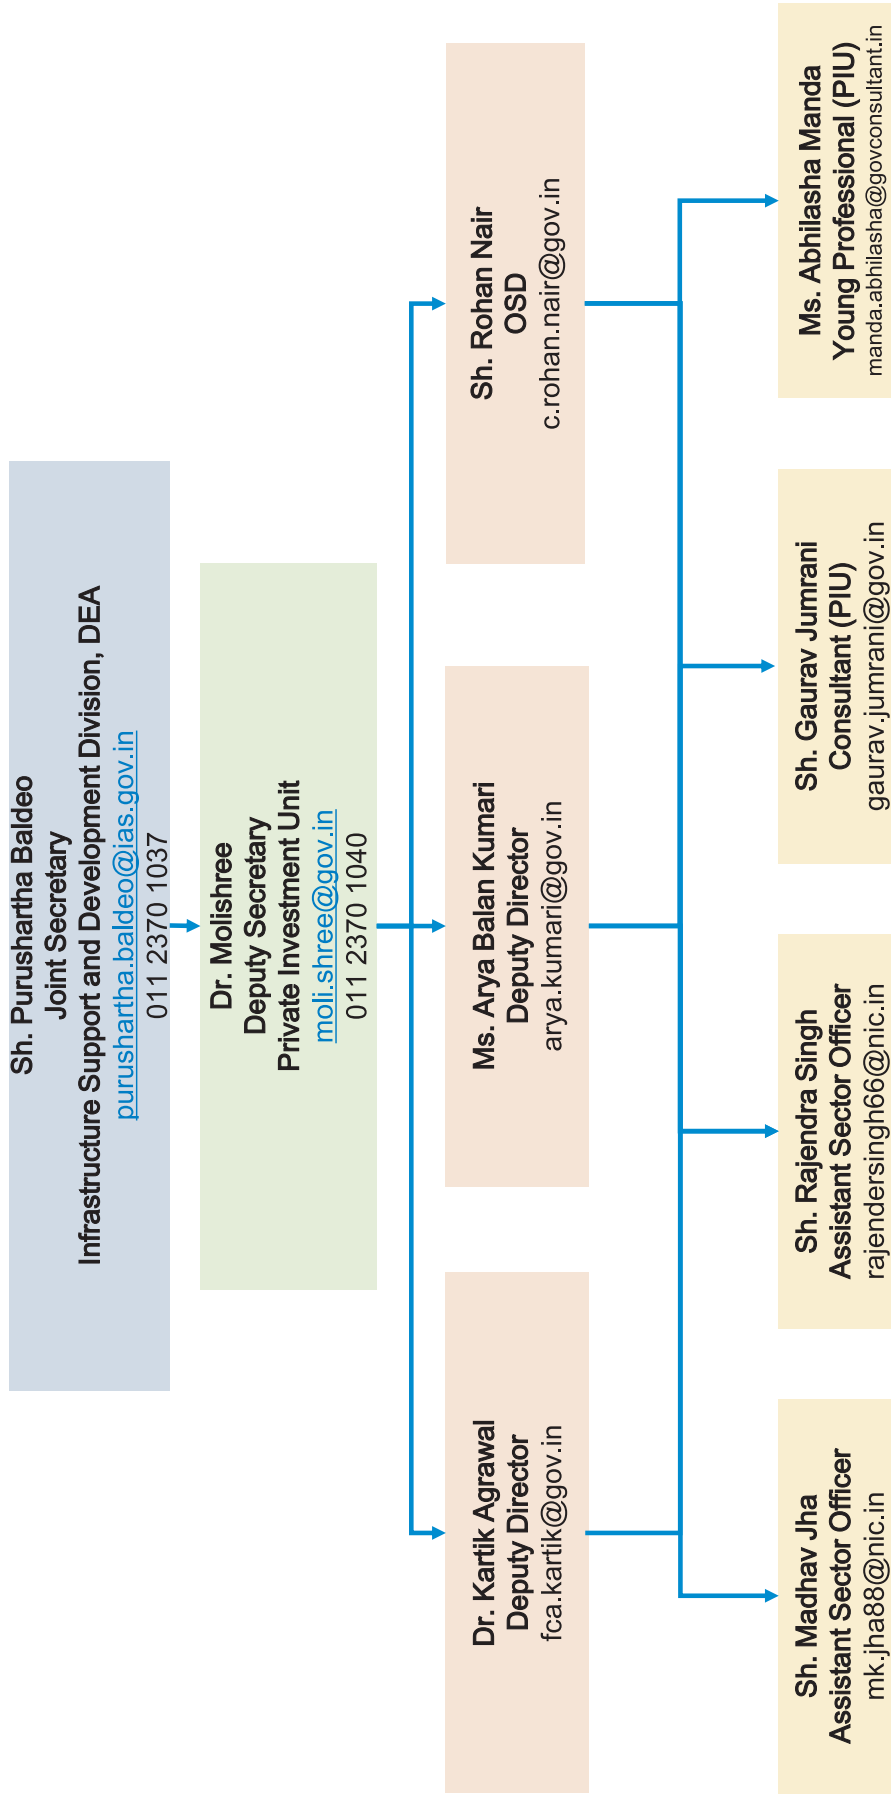 Sh. Purushartha Baldeo
Joint Secretary
Infrastructure Support and Development Division, DEA
purushartha.baldeo@ias.gov.in
011 2370 1037
Dr. Molishree
Deputy Secretary
Private Investment Unit
moli.shree@gov.in
011 2370 1040
Dr. Kartik Agrawal
Deputy Director
fca.kartik@gov.in
Ms. Arya Balan Kumari
Deputy Director
arya.kumari@gov.in
Sh. Rohan Nair
OSD
c.rohan.nair@gov.in
Sh. Madhav Jha
Assistant Sector Officer
mk.jha88@nic.in
Sh. Rajendra Singh
Assistant Sector Officer
rajendersingh66@nic.in
Sh. Gaurav Jumrani
Consultant (PIU)
gaurav.jumrani@gov.in
Ms. Abhilasha Manda
Young Professional (PIU)
manda.abhilasha@govconsultant.in